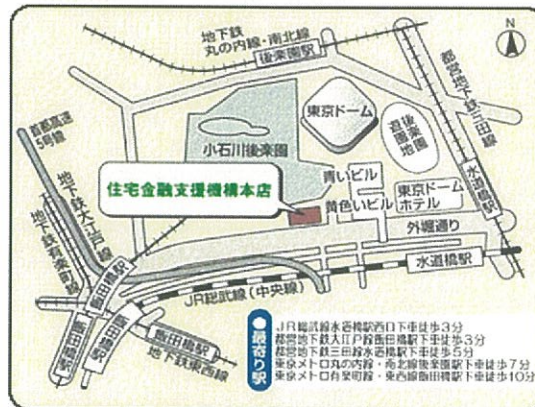 N
地下鉄
丸の内線・南北線
後楽園駅
都営地下鉄三田線
首都高速
5号線
東京ドーム
後楽園
遊園地
小石川後楽園
水道橋駅
住宅金融支援機構本店
青いビル
黄色いビル
東京ドーム
ホテル
外堀通り
地下鉄大江戸線
地下鉄有楽町線
飯田橋駅
水道橋駅
JR総武線(中央線)
飯田橋駅
飯田橋駅
飯田橋駅
地下鉄東西線
●最寄り駅
JR総武線水道橋駅西口下車徒歩3分
都営地下鉄大江戸線飯田橋駅下車徒歩3分
都営地下鉄三田線水道橋駅下車徒歩5分
東京メトロ丸の内線・南北線後楽園駅下車徒歩7分
東京メトロ有楽町線・東西線飯田橋駅下車徒歩10分